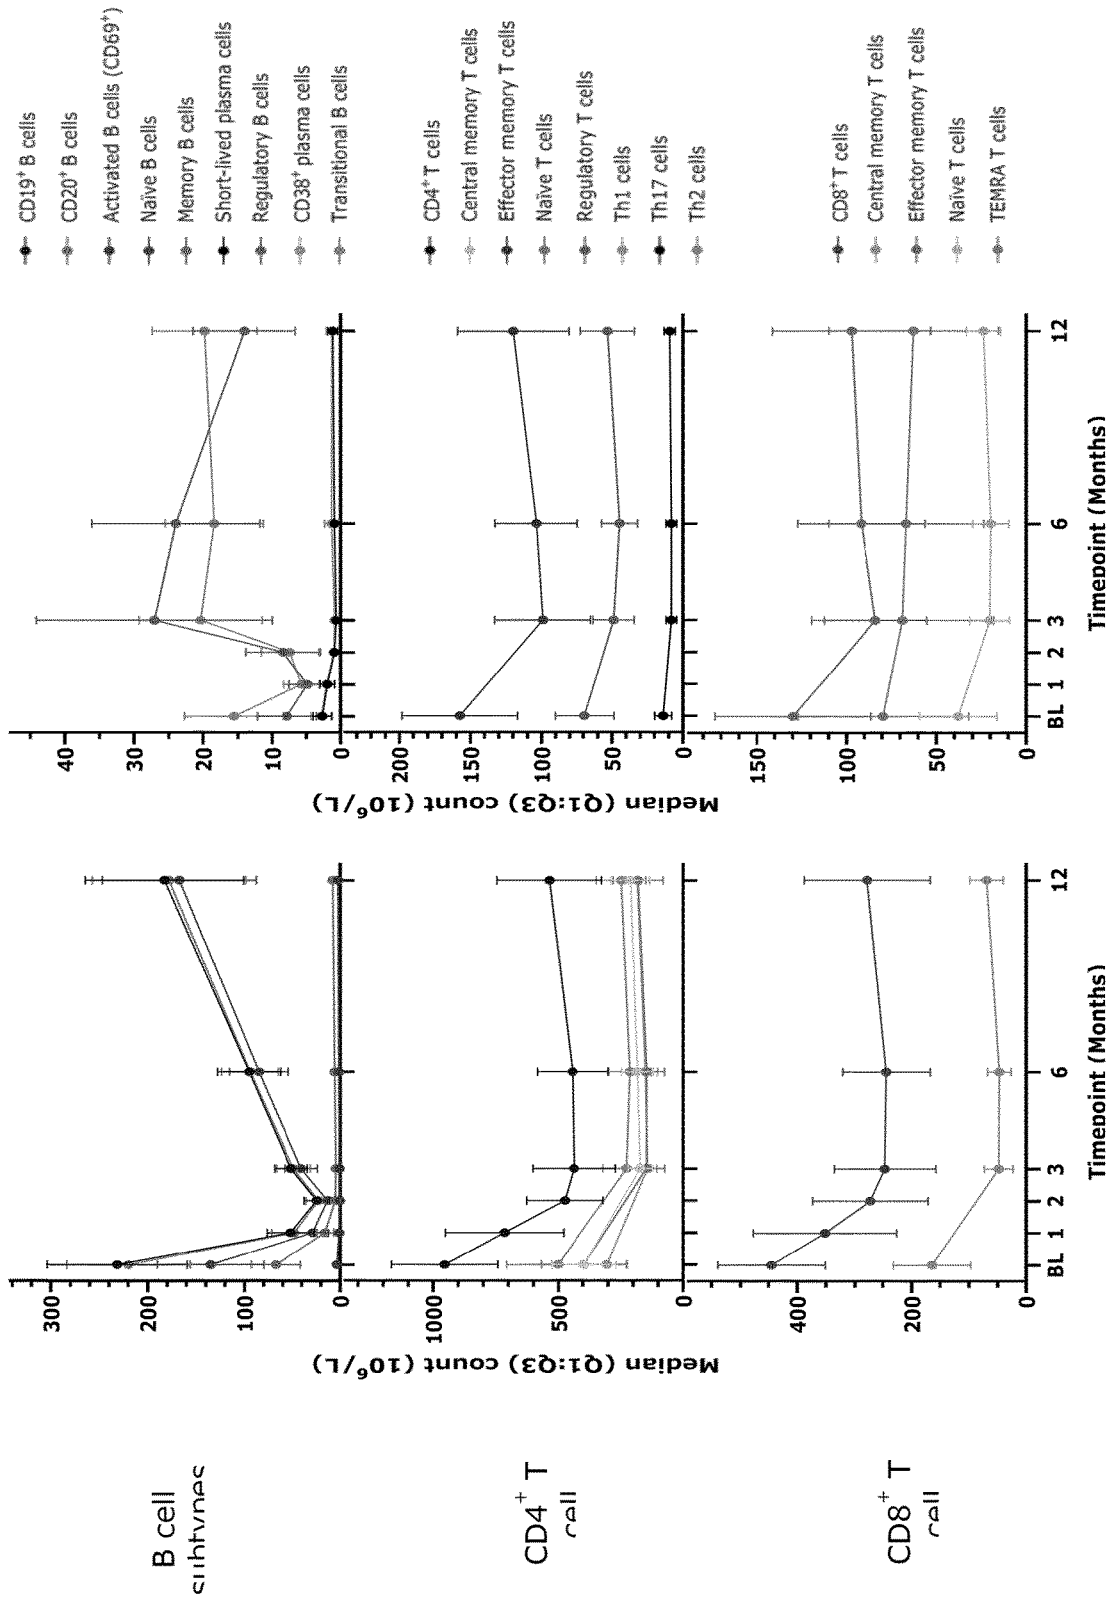 B cell
subtypes
Median (Q1:Q3) count (10⁶/L)
300
200
100
0
40
30
20
10
0
CD19⁺ B cells
CD20⁺ B cells
Activated B cells (CD69⁺)
Naïve B cells
Memory B cells
Short-lived plasma cells
Regulatory B cells
CD38⁺ plasma cells
Transitional B cells
CD4⁺ T
cell
Median (Q1:Q3) count (10⁶/L)
1000
500
0
200
150
100
50
0
CD4⁺ T cells
Central memory T cells
Effector memory T cells
Naïve T cells
Regulatory T cells
Th1 cells
Th17 cells
Th2 cells
CD8⁺ T
cell
400
200
0
BL 1 2 3 6 12
Timepoint (Months)
150
100
50
0
BL 1 2 3 6 12
Timepoint (Months)
CD8⁺ T cells
Central memory T cells
Effector memory T cells
Naïve T cells
TEMRA T cells